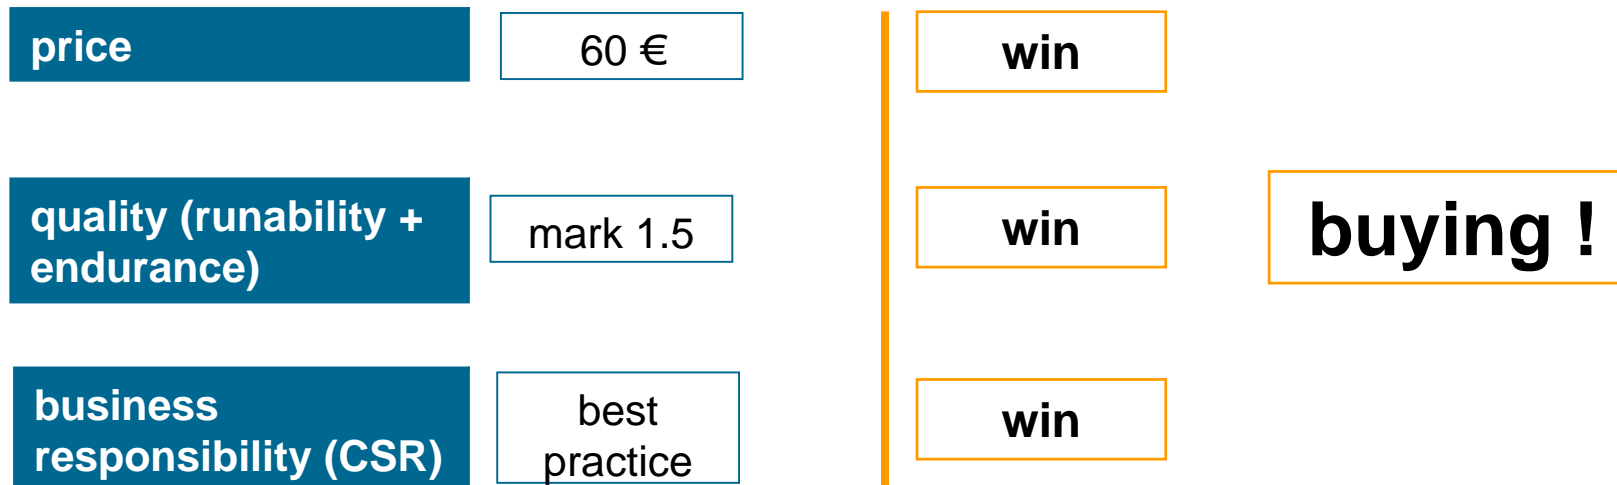 price
60 €
win
quality (runability +
endurance)
mark 1.5
win
buying !
business
responsibility (CSR)
best
practice
win